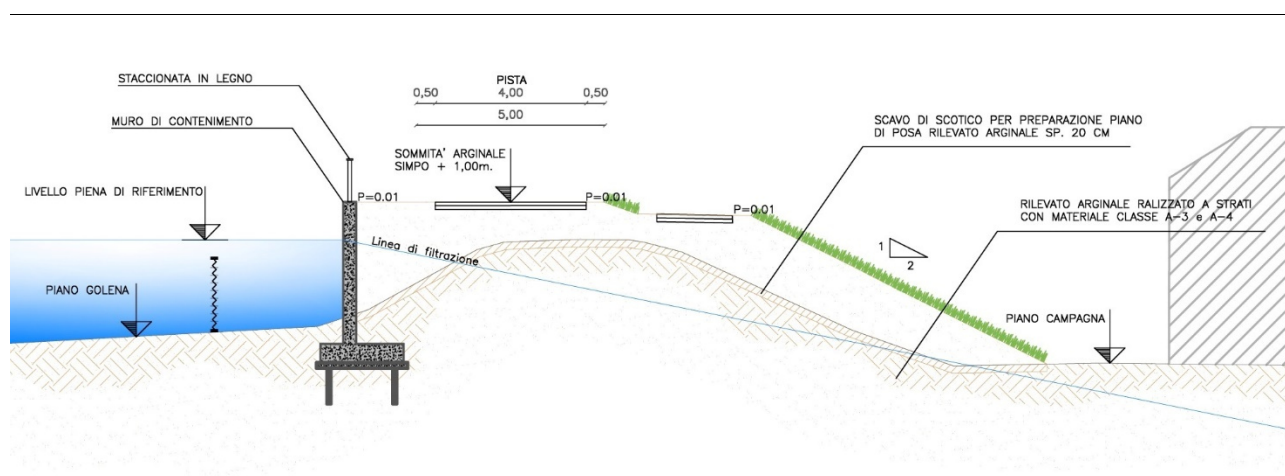 STACCIONATA IN LEGNO
MURO DI CONTENIMENTO
LIVELLO PIENA DI RIFERIMENTO
PIANO GOLENA
PISTA
0,50 4,00 0,50
5,00
SOMMITA' ARGINALE
SIMPO + 1,00m.
P=0.01
P=0.01
P=0.01
Linea di filtrazione
1
2
SCAVO DI SCOTICO PER PREPARAZIONE PIANO
DI POSA RILEVATO ARGINALE SP. 20 CM
RILEVATO ARGINALE RALIZZATO A STRATI
CON MATERIALE CLASSE A-3 e A-4
PIANO CAMPAGNA